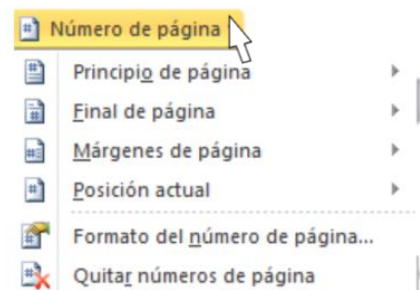 Número de página
Principio de página
Final de página
Márgenes de página
Posición actual
Formato del número de página...
Quitar números de página